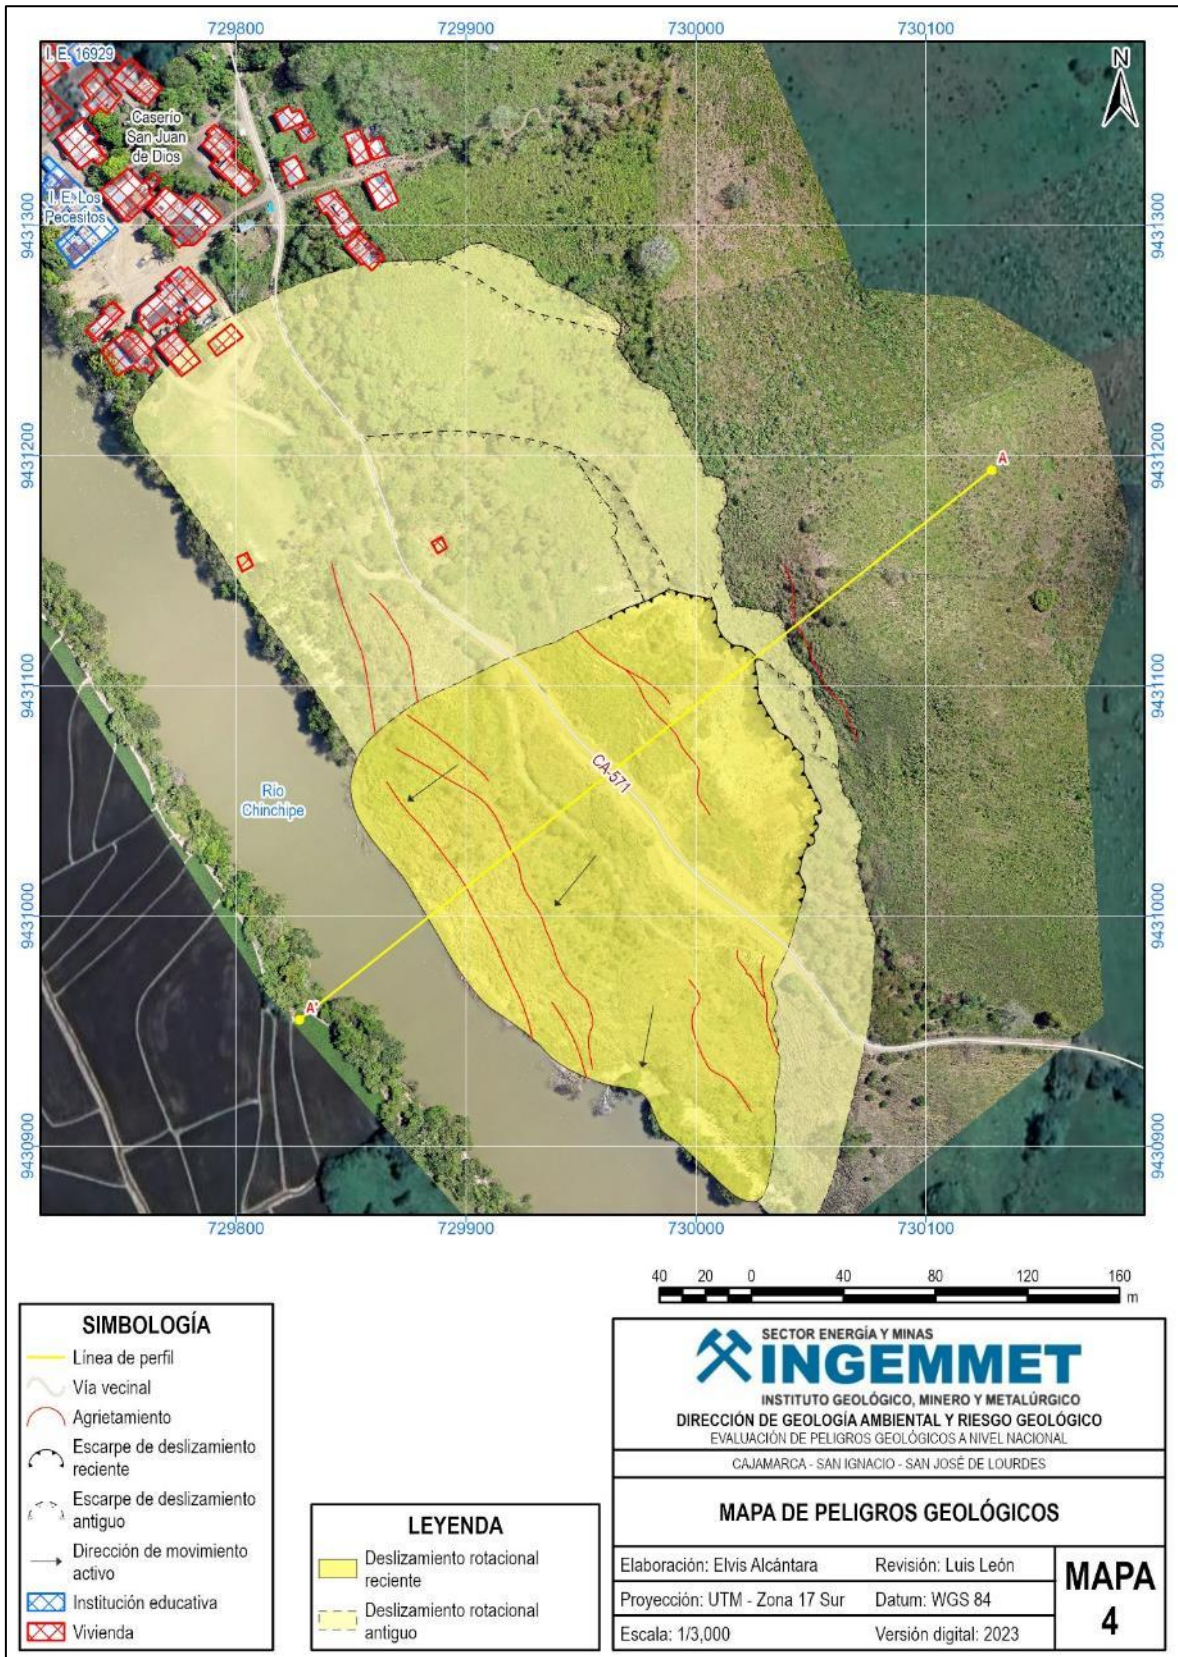 729800
729900
730000
730100
I. E. 16929
N
Caserío
San Juan
de Dios
I. E. Los
Pecesitos
9431300
9431300
9431200
9431200
A
9431100
9431100
CA-571
Río
Chinchipe
9431000
9431000
A'
9430900
9430900
729800
729900
730000
730100
40 20 0 40 80 120 160
m
SIMBOLOGÍA
Línea de perfil
Vía vecinal
Agrietamiento
Escarpe de deslizamiento
reciente
Escarpe de deslizamiento
antiguo
Dirección de movimiento
activo
Institución educativa
Vivienda
LEYENDA
Deslizamiento rotacional
reciente
Deslizamiento rotacional
antiguo
SECTOR ENERGÍA Y MINAS
INGEMMET
INSTITUTO GEOLÓGICO, MINERO Y METALÚRGICO
DIRECCIÓN DE GEOLOGÍA AMBIENTAL Y RIESGO GEOLÓGICO
EVALUACIÓN DE PELIGROS GEOLÓGICOS A NIVEL NACIONAL
CAJAMARCA - SAN IGNACIO - SAN JOSÉ DE LOURDES
MAPA DE PELIGROS GEOLÓGICOS
Elaboración: Elvis Alcántara
Revisión: Luis León
Proyección: UTM - Zona 17 Sur
Datum: WGS 84
Escala: 1/3,000
Versión digital: 2023
MAPA
4